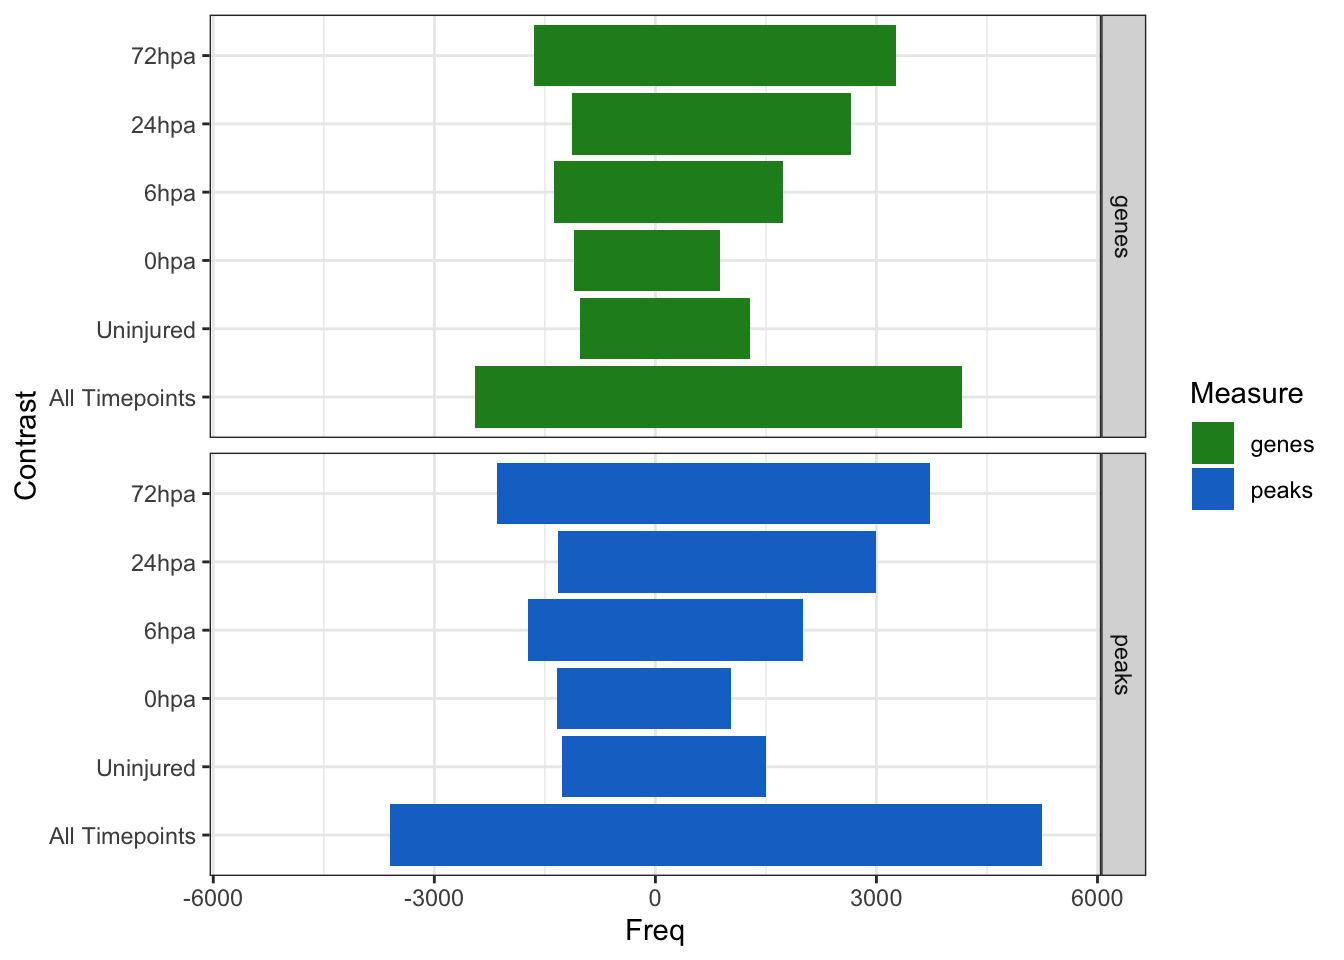 72hpa
24hpa
6hpa
0hpa
Uninjured
All Timepoints
genes
72hpa
24hpa
6hpa
0hpa
Uninjured
All Timepoints
peaks
-6000 -3000 0 3000 6000
Freq
Contrast
Measure
genes
peaks